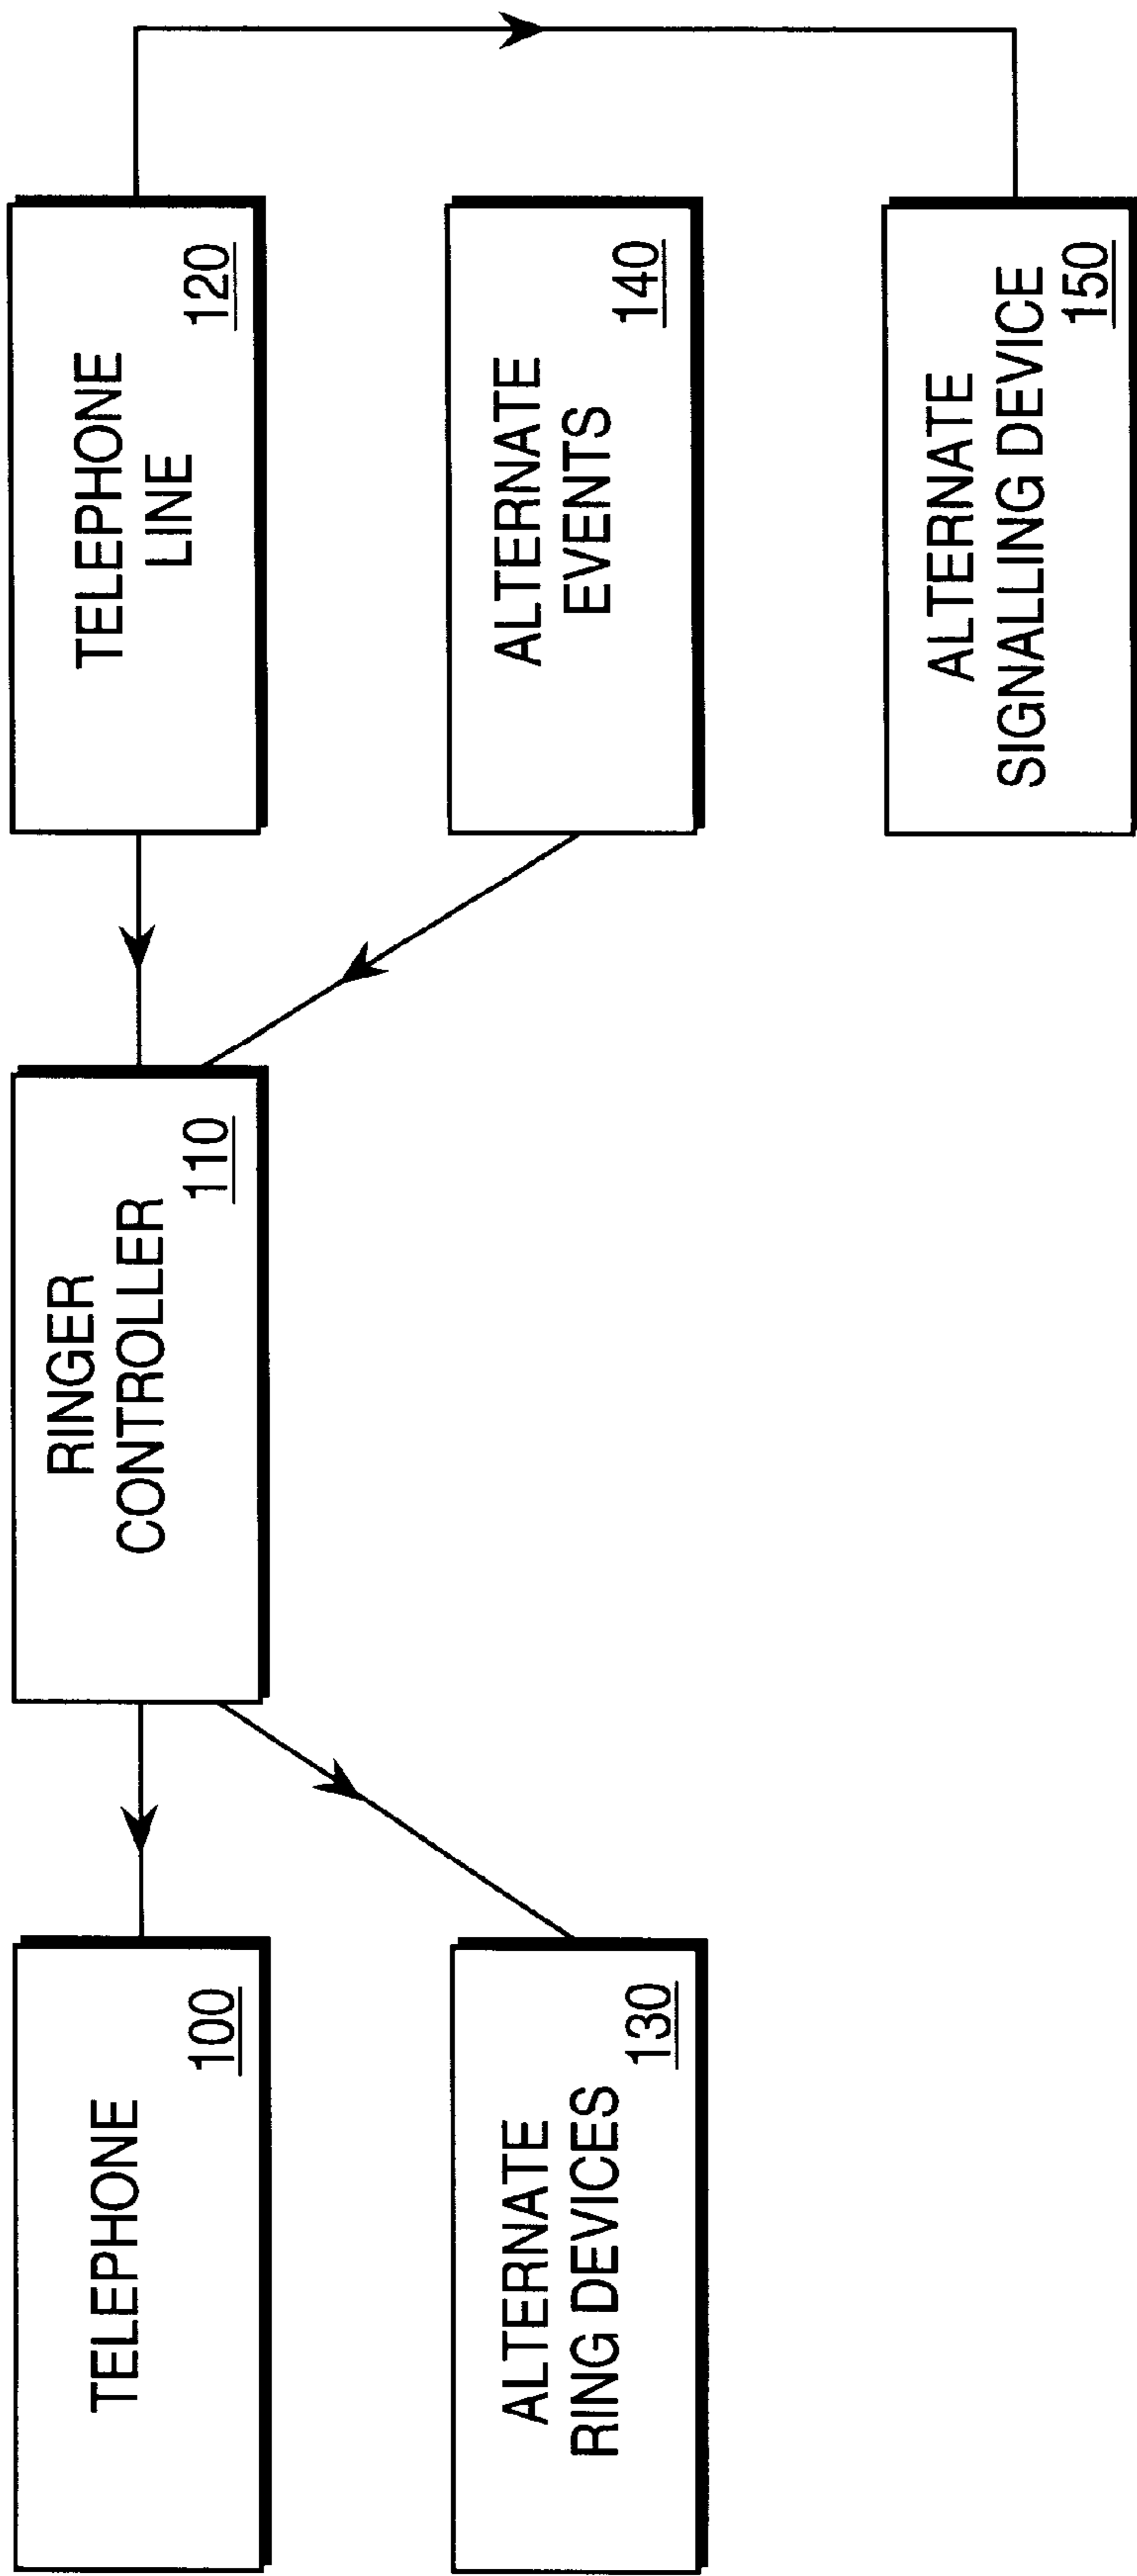 TELEPHONE
100
RINGER
CONTROLLER
110
TELEPHONE
LINE
120
ALTERNATE
RING DEVICES
130
ALTERNATE
EVENTS
140
ALTERNATE
SIGNALLING DEVICE
150